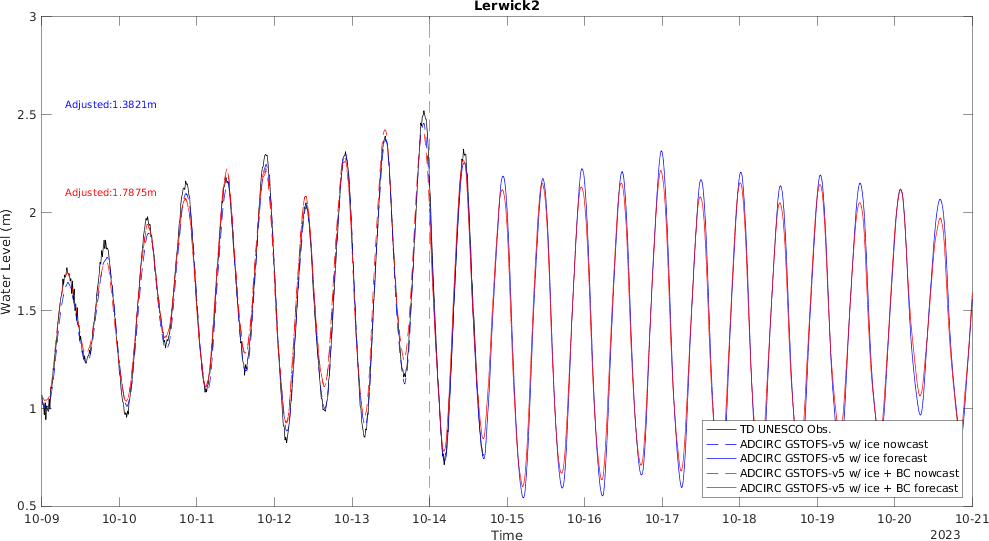 Lerwick2
3
2.5
2
1.5
1
0.5
Water Level (m)
Adjusted:1.3821m
Adjusted:1.7875m
TD UNESCO Obs.
ADCIRC GSTOFS-v5 w/ ice nowcast
ADCIRC GSTOFS-v5 w/ ice forecast
ADCIRC GSTOFS-v5 w/ ice + BC nowcast
ADCIRC GSTOFS-v5 w/ ice + BC forecast
10-09 10-10 10-11 10-12 10-13 10-14 10-15 10-16 10-17 10-18 10-19 10-20 10-21
Time
2023